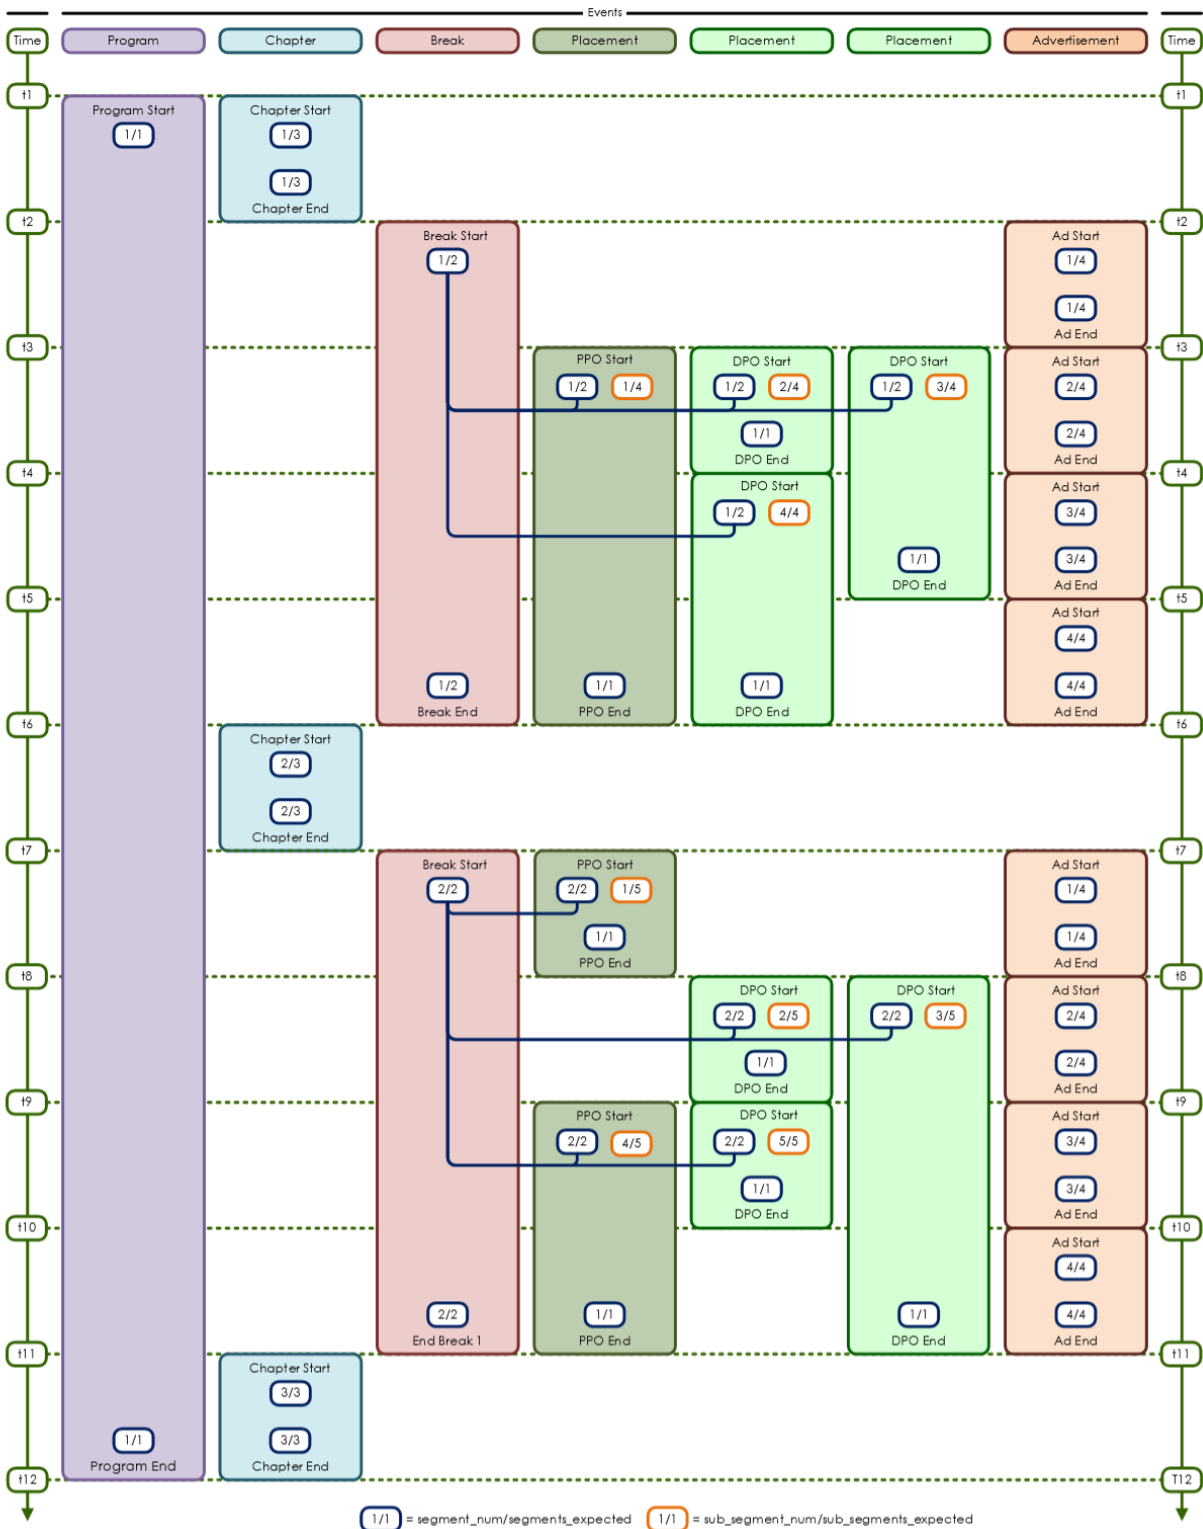 Events
Time Program Chapter Break Placement Placement Placement Advertisement Time
t1 t1
Program Start Chapter Start
1/1 1/3
1/3
Chapter End
t2 t2
Break Start Ad Start
1/2 1/4
1/4
Ad End
t3 t3
PPO Start DPO Start DPO Start Ad Start
1/2 1/4 1/2 2/4 1/2 3/4 2/4
1/1 2/4
DPO End Ad End
t4 t4
DPO Start Ad Start
1/2 4/4 3/4
1/1 3/4
DPO End Ad End
t5 t5
Ad Start
4/4
1/2 1/1 1/1 4/4
Break End PPO End DPO End Ad End
t6 t6
Chapter Start
2/3
2/3
Chapter End
t7 t7
Break Start PPO Start Ad Start
2/2 2/2 1/5 1/4
1/1 1/4
PPO End Ad End
t8 t8
DPO Start DPO Start Ad Start
2/2 2/5 2/2 3/5 2/4
1/1 2/4
DPO End Ad End
t9 t9
PPO Start DPO Start Ad Start
2/2 4/5 2/2 5/5 3/4
1/1 3/4
DPO End Ad End
t10 t10
Ad Start
4/4
2/2 1/1 1/1 4/4
End Break 1 PPO End DPO End Ad End
t11 t11
Chapter Start
3/3
1/1 3/3
Program End Chapter End
t12 T12
1/1 = segment_num/segments_expected 1/1 = sub_segment_num/sub_segments_expected